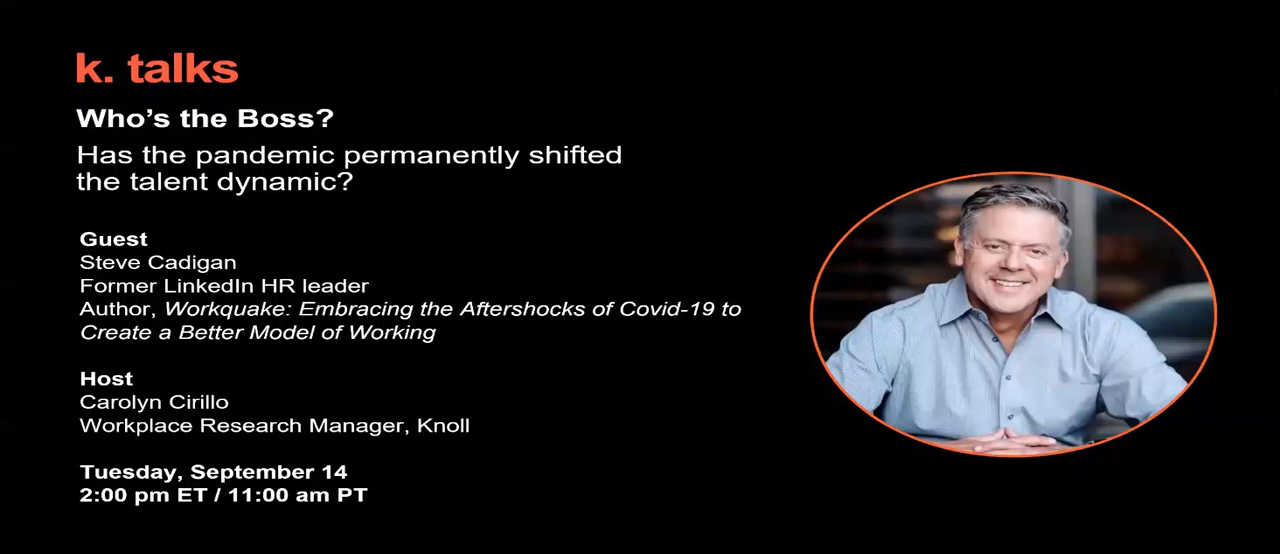 k. talks
Who's the Boss?
Has the pandemic permanently shifted
the talent dynamic?
Guest
Steve Cadigan
Former LinkedIn HR leader
Author, Workquake: Embracing the Aftershocks of Covid-19 to
Create a Better Model of Working
Host
Carolyn Cirillo
Workplace Research Manager, Knoll
Tuesday, September 14
2:00 pm ET / 11:00 am PT